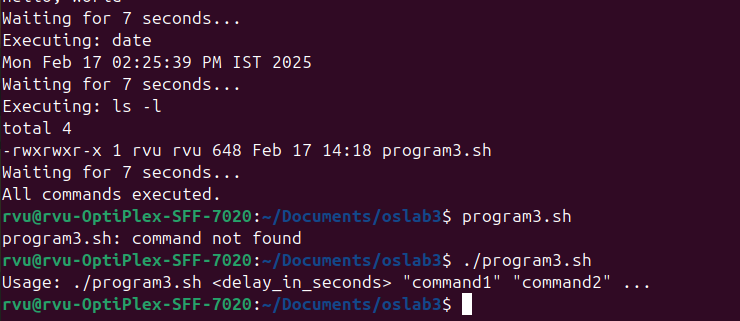 Hello, World
Waiting for 7 seconds...
Executing: date
Mon Feb 17 02:25:39 PM IST 2025
Waiting for 7 seconds...
Executing: ls -l
total 4
-rwxrwxr-x 1 rvu rvu 648 Feb 17 14:18 program3.sh
Waiting for 7 seconds...
All commands executed.
rvu@rvu-OptiPlex-SFF-7020:~/Documents/oslab3$ program3.sh
program3.sh: command not found
rvu@rvu-OptiPlex-SFF-7020:~/Documents/oslab3$ ./program3.sh
Usage: ./program3.sh <delay_in_seconds> "command1" "command2" ...
rvu@rvu-OptiPlex-SFF-7020:~/Documents/oslab3$